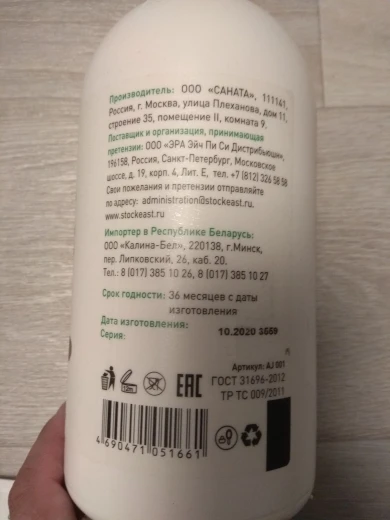 Производитель: ООО «САНАТА», 111141,
Россия, г. Москва, улица Плеханова, дом 11,
строение 35, помещение II, комната 9.
Поставщик и организация, принимающая
претензии: ООО «ЭРА Эйч Пи Си Дистрибьюшн»,
196158, Россия, Санкт-Петербург, Московское
шоссе, д. 19, корп. 4, Лит. Е, тел. +7 (812) 326 58 58
Свои пожелания и претензии отправляйте
по адресу: administration@stockeast.ru.
www.stockeast.ru
Импортер в Республике Беларусь:
ООО «Калина-Бел», 220138, г.Минск,
пер. Липковский, 26, каб. 20.
Тел.: 8 (017) 385 10 26, 8 (017) 385 10 27
Срок годности: 36 месяцев с даты
изготовления
Дата изготовления:
Серия:
10.2020
Артикул: AJ 001
ГОСТ 31696-2012
ТР ТС 009/2011
12M
EAC
4 690471 051661